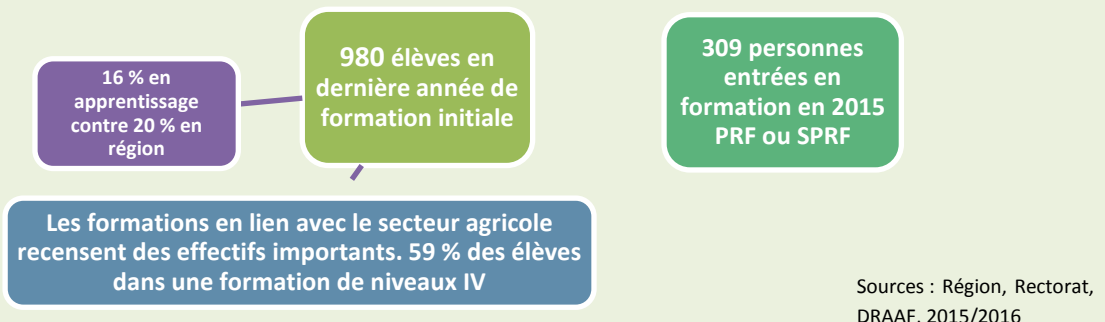 980 élèves en
dernière année de
formation initiale
16 % en
apprentissage
contre 20 % en
région
309 personnes
entrées en
formation en 2015
PRF ou SPRF
Les formations en lien avec le secteur agricole
recensent des effectifs importants. 59 % des élèves
dans une formation de niveaux IV
Sources : Région, Rectorat,
DRAAF, 2015/2016